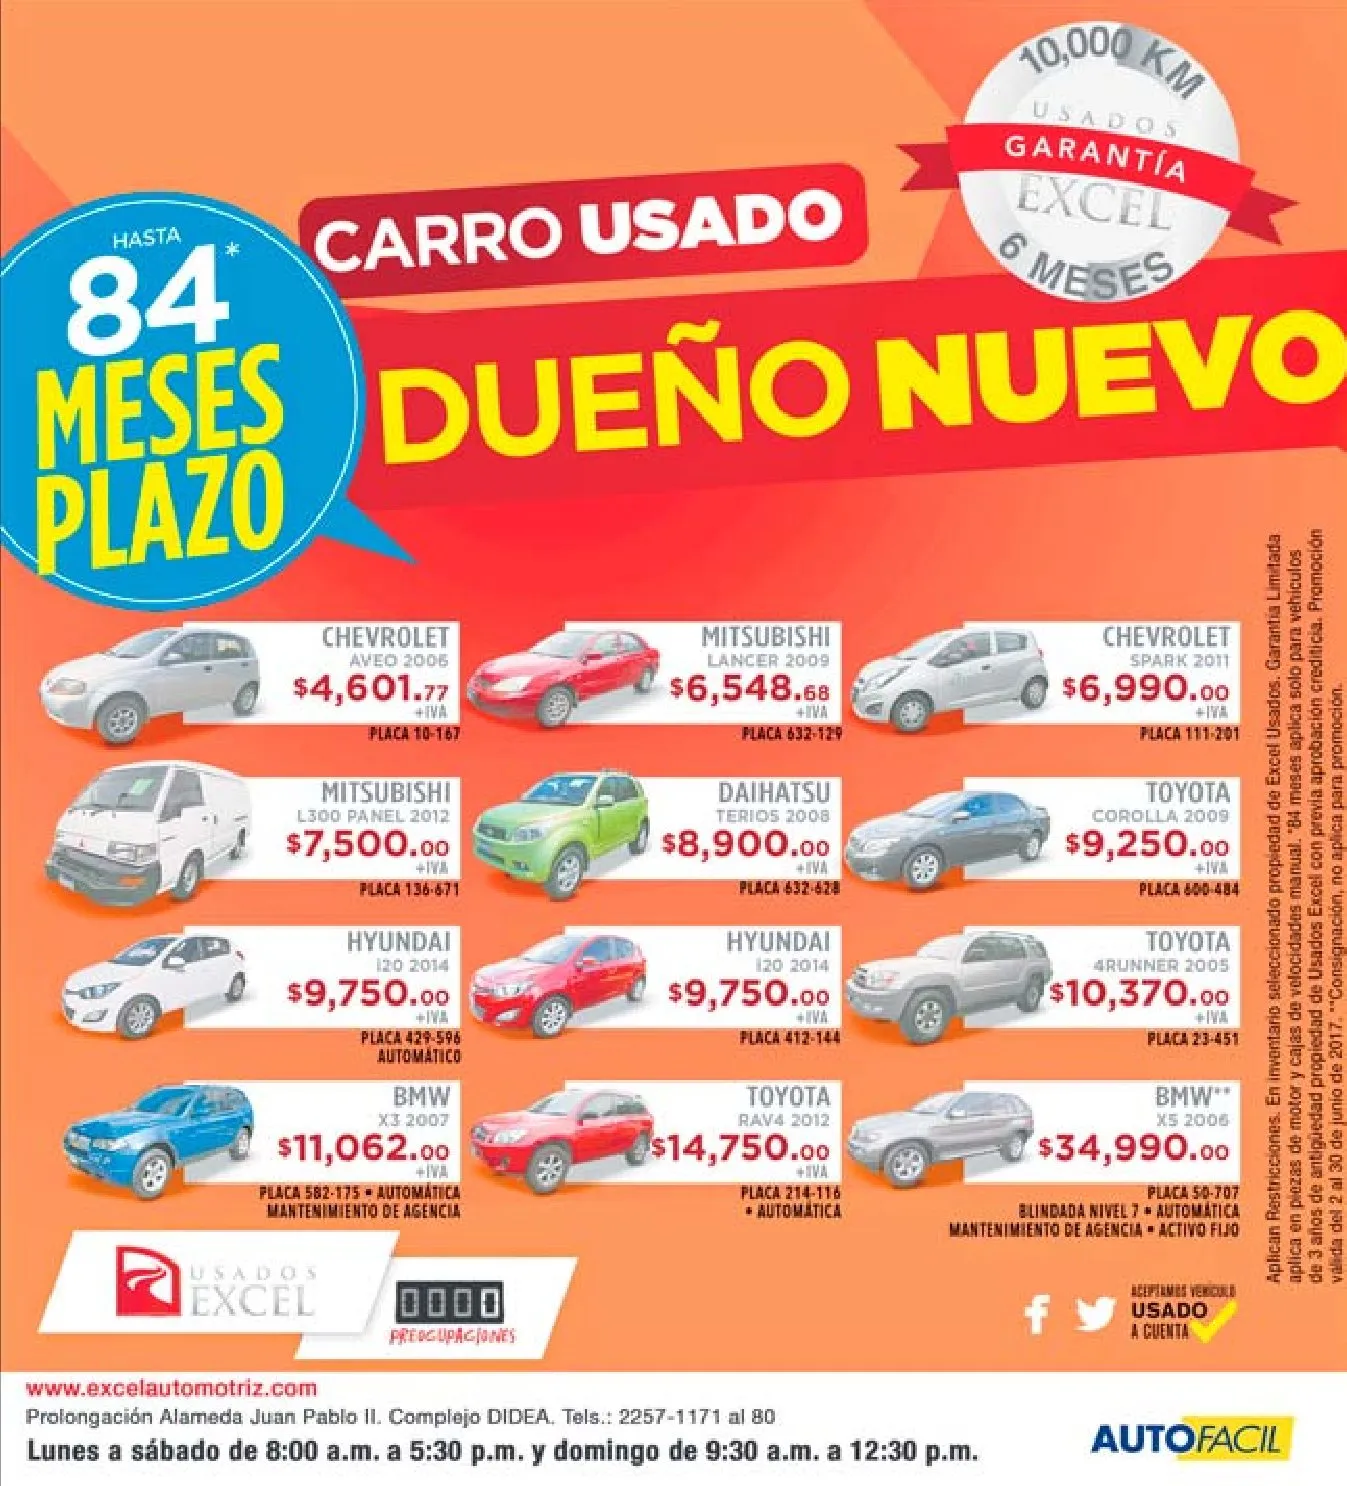 10,000 KM
USADOS
GARANTÍA
EXCEL
6 MESES
CARRO USADO
DUEÑO NUEVO
HASTA
84*
MESES
PLAZO
CHEVROLET
AVEO 2006
$4,601.77
+IVA
PLACA 10-167
MITSUBISHI
LANCER 2009
$6,548.68
+IVA
PLACA 632-129
CHEVROLET
SPARK 2011
$6,990.00
+IVA
PLACA 111-201
MITSUBISHI
L300 PANEL 2012
$7,500.00
+IVA
PLACA 136-671
DAIHATSU
TERIOS 2008
$8,900.00
+IVA
PLACA 632-628
TOYOTA
COROLLA 2009
$9,250.00
+IVA
PLACA 600-484
HYUNDAI
i20 2014
$9,750.00
+IVA
PLACA 429-596
AUTOMÁTICO
HYUNDAI
i20 2014
$9,750.00
+IVA
PLACA 412-144
TOYOTA
4RUNNER 2005
$10,370.00
+IVA
PLACA 23-451
BMW
X3 2007
$11,062.00
+IVA
PLACA 582-175 • AUTOMÁTICA
MANTENIMIENTO DE AGENCIA
TOYOTA
RAV4 2012
$14,750.00
+IVA
PLACA 214-116
• AUTOMÁTICA
BMW**
X5 2006
$34,990.00
PLACA 50-707
BLINDADA NIVEL 7 • AUTOMÁTICA
MANTENIMIENTO DE AGENCIA • ACTIVO FIJO
Aplican Restricciones. En inventario seleccionado propiedad de Excel Usados. Garantía Limitada
aplica en piezas de motor y cajas de velocidades manual. *84 meses aplica solo para vehículos
de 3 años de antigüedad propiedad de Usados Excel con previa aprobación crediticia. Promoción
válida del 2 al 30 de junio de 2017. **Consignación, no aplica para promoción.
USADOS
EXCEL
0000
PREOCUPACIONES
ACEPTAMOS VEHÍCULO
USADO
A CUENTA
www.excelautomotriz.com
Prolongación Alameda Juan Pablo II. Complejo DIDEA. Tels.: 2257-1171 al 80
Lunes a sábado de 8:00 a.m. a 5:30 p.m. y domingo de 9:30 a.m. a 12:30 p.m.
AUTOFACIL